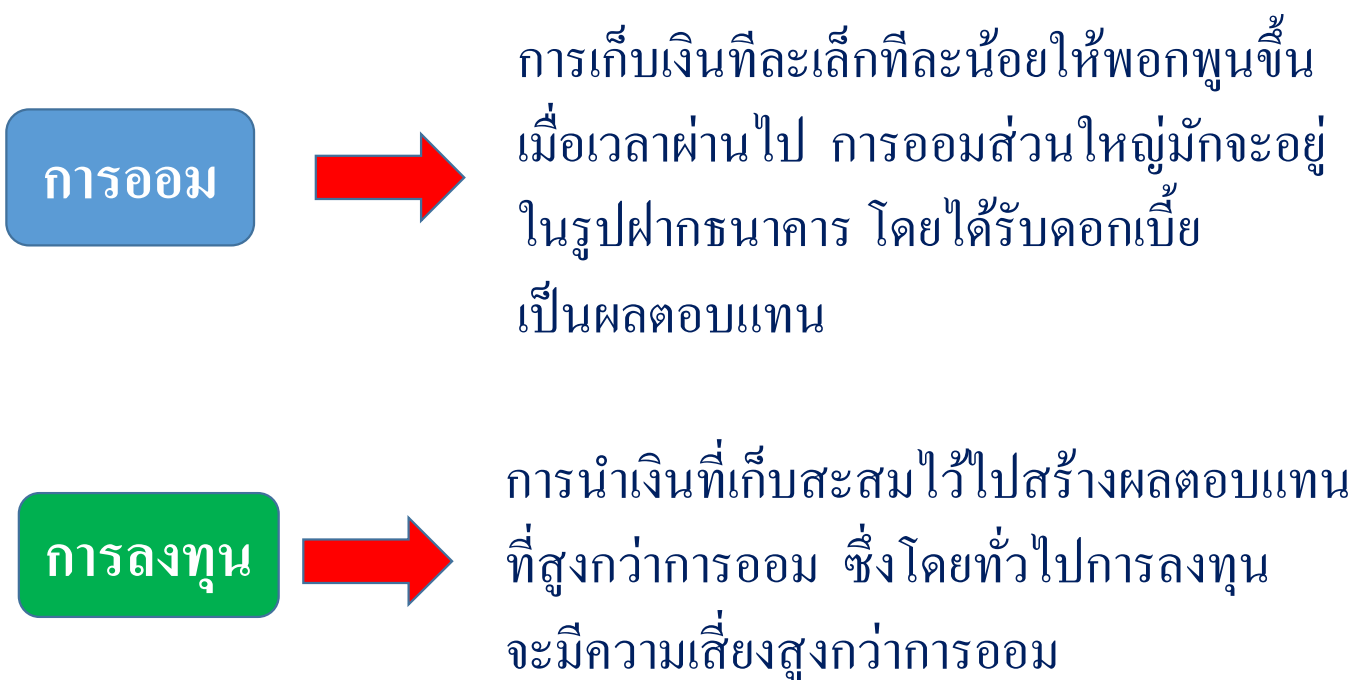 การออม
การเก็บเงินทีละเล็กทีละน้อยให้พอกพูนขึ้น
เมื่อเวลาผ่านไป การออมส่วนใหญ่มักจะอยู่
ในรูปฝากธนาคาร โดยได้รับดอกเบี้ย
เป็นผลตอบแทน
การลงทุน
การนำเงินที่เก็บสะสมไว้ไปสร้างผลตอบแทน
ที่สูงกว่าการออม ซึ่งโดยทั่วไปการลงทุน
จะมีความเสี่ยงสูงกว่าการออม